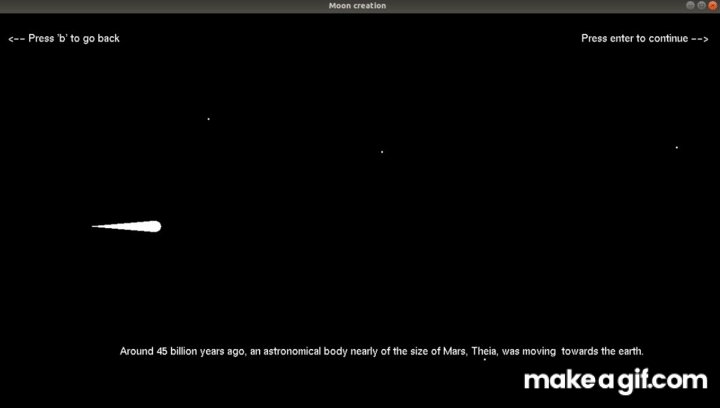 Moon creation
<-- Press 'b' to go back
Press enter to continue -->
Around 45 billion years ago, an astronomical body nearly of the size of Mars, Theia, was moving  towards the earth.
makeagif.com